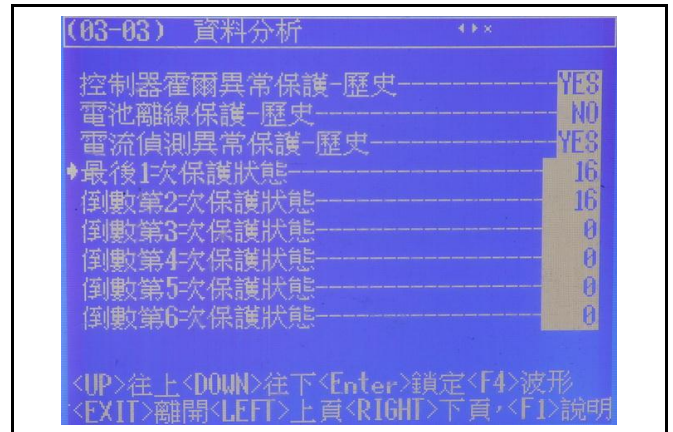 (03-03) 資料分析
控制器霍爾異常保護-歷史---------------YES
電池離線保護-歷史---------------------NO
電流偵測異常保護-歷史-----------------YES
最後1次保護狀態-----------------------16
倒數第2次保護狀態---------------------16
倒數第3次保護狀態---------------------0
倒數第4次保護狀態---------------------0
倒數第5次保護狀態---------------------0
倒數第6次保護狀態---------------------0
<UP>往上<DOWN>往下<Enter>鎖定<F4>波形
<EXIT>離開<LEFT>上頁<RIGHT>下頁,<F1>說明